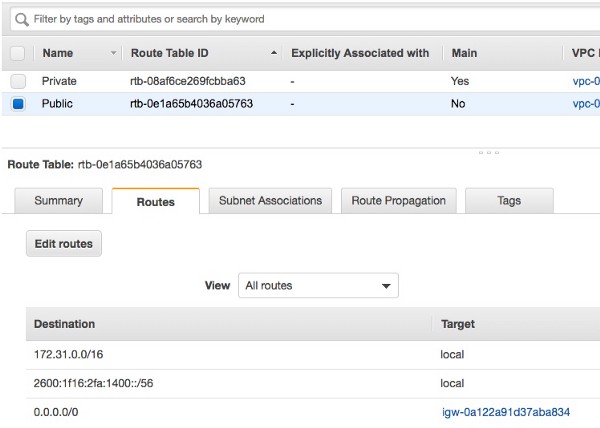 Filter by tags and attributes or search by keyword
Name Route Table ID Explicitly Associated with Main VPC
Private rtb-08af6ce269fcbba63 - Yes vpc-0
Public rtb-0e1a65b4036a05763 - No vpc-0
Route Table: rtb-0e1a65b4036a05763
Summary Routes Subnet Associations Route Propagation Tags
Edit routes
View All routes
Destination Target
172.31.0.0/16 local
2600:1f16:2fa:1400::/56 local
0.0.0.0/0 igw-0a122a91d37aba834